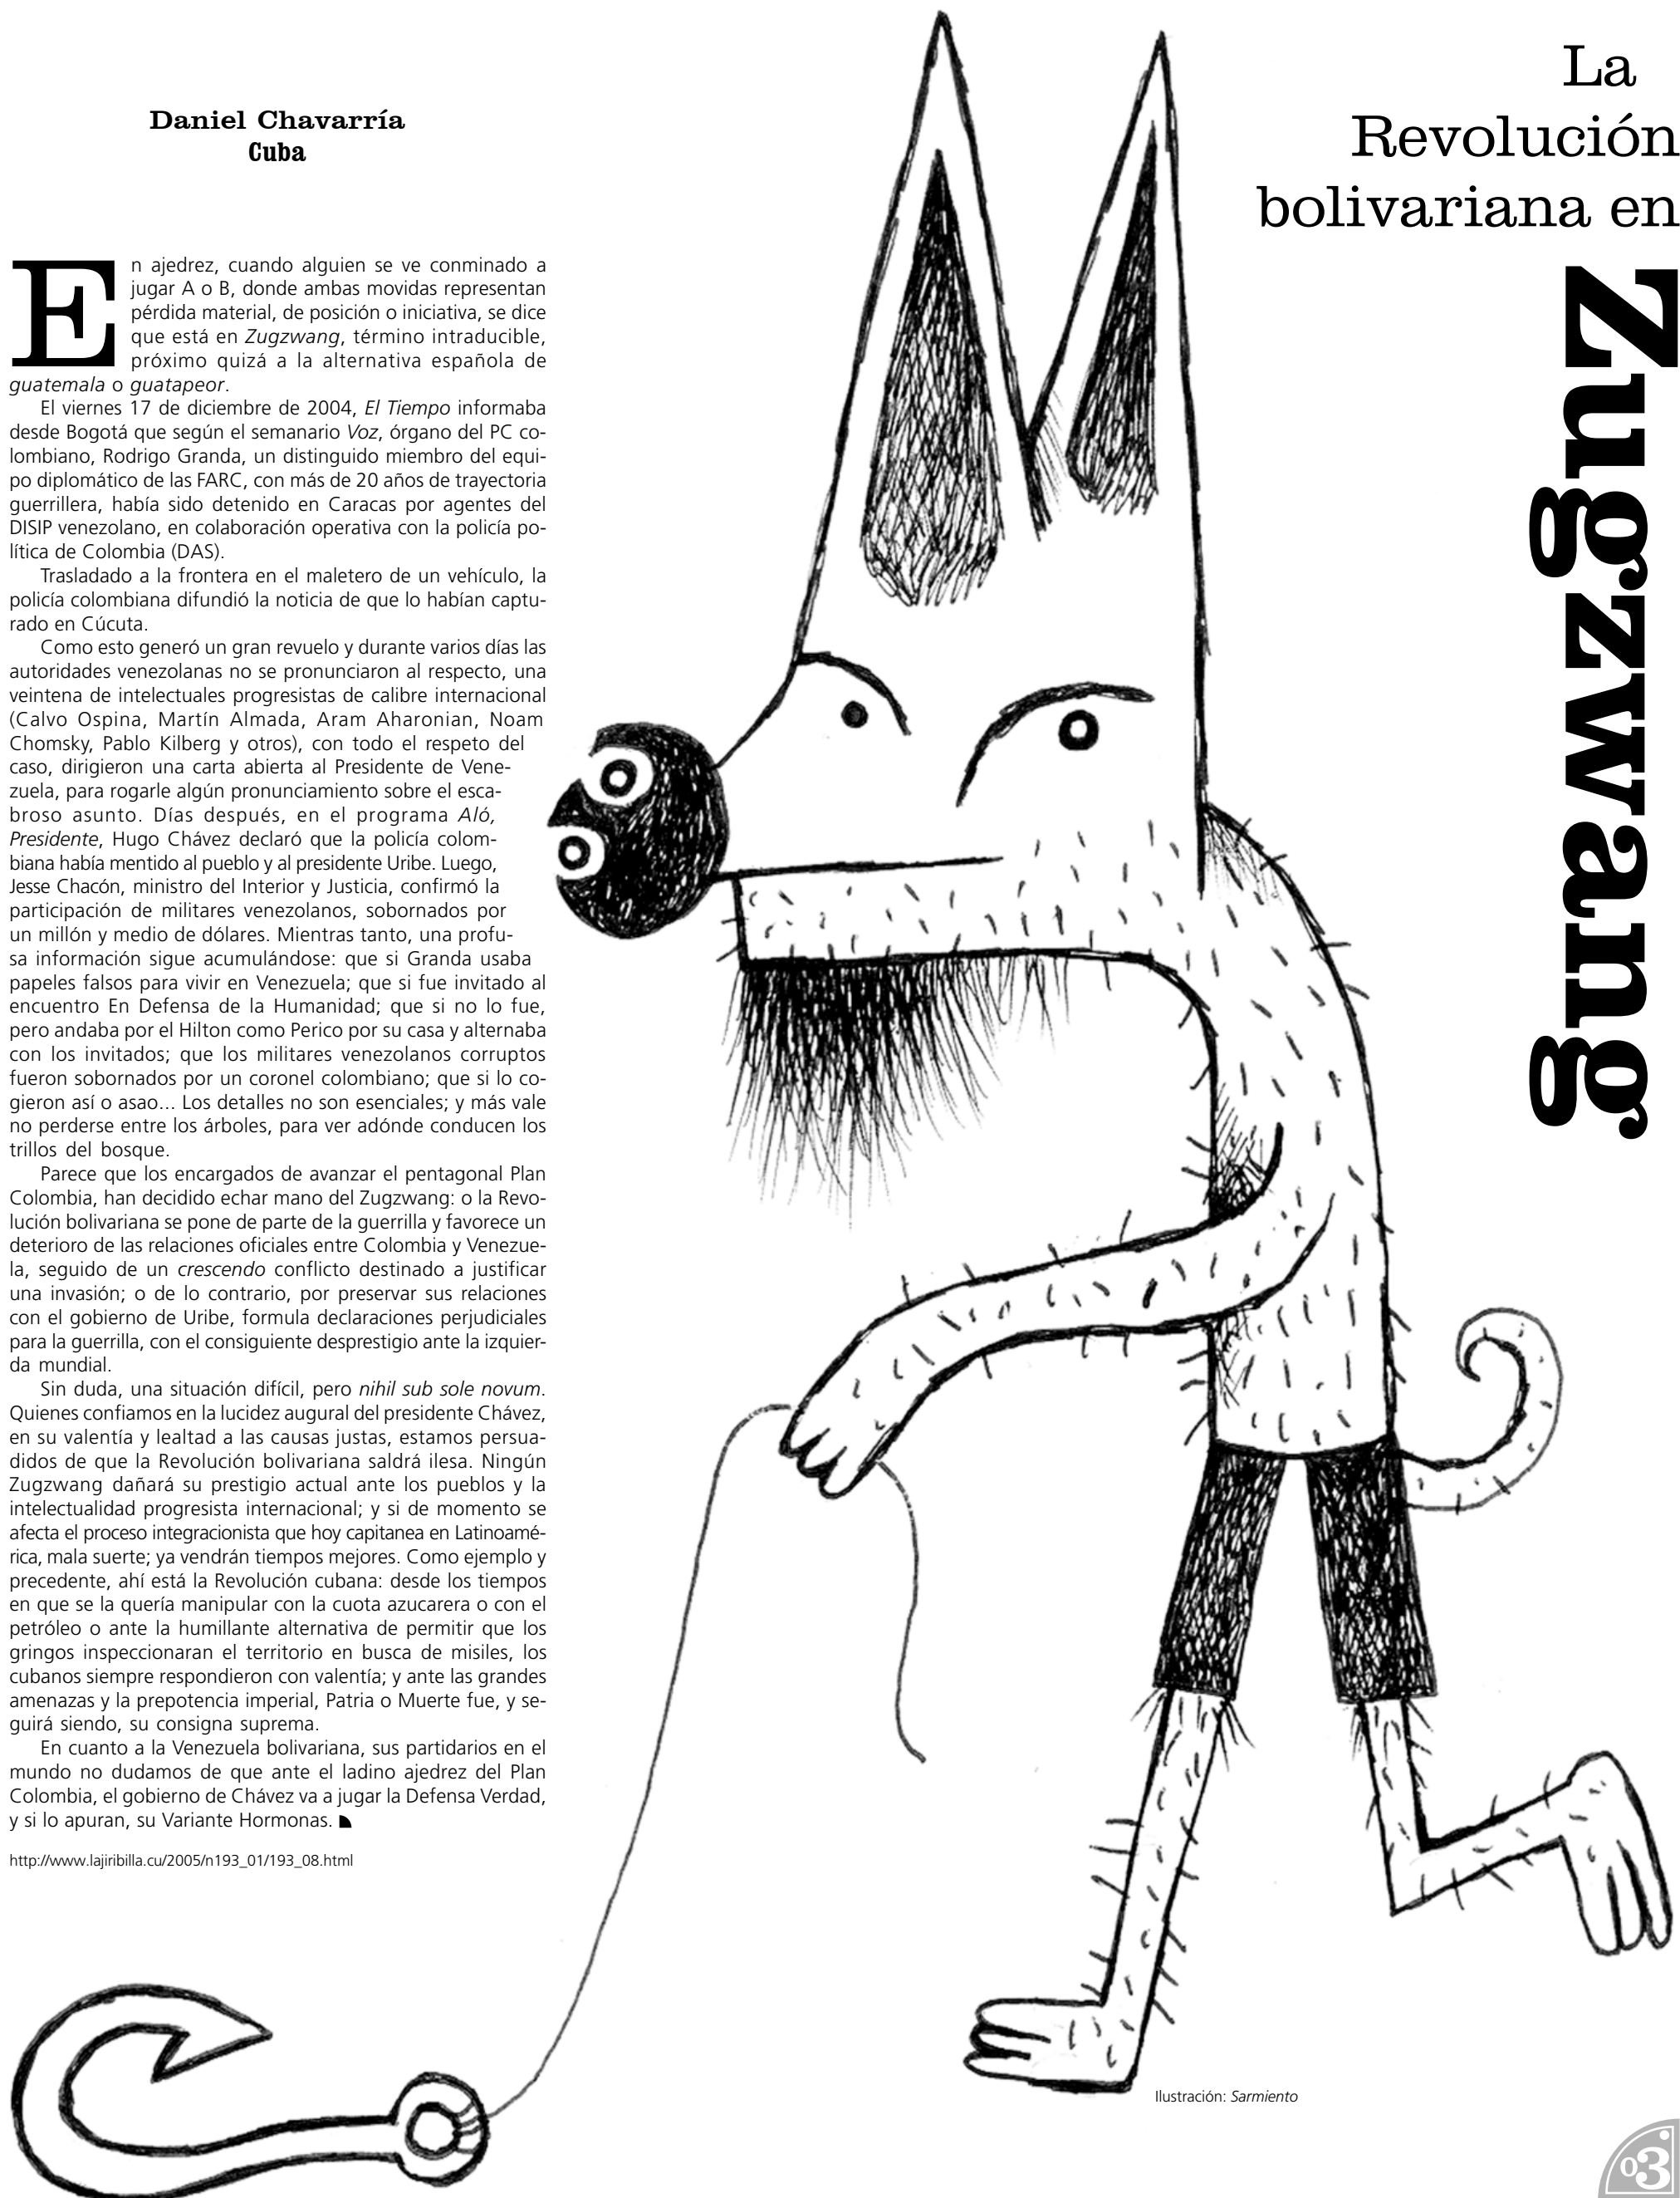 La
Revolución
bolivariana en
Zugzwang
Daniel Chavarría
Cuba
En ajedrez, cuando alguien se ve conminado a
jugar A o B, donde ambas movidas representan
pérdida material, de posición o iniciativa, se dice
que está en Zugzwang, término intraducible,
próximo quizá a la alternativa española de
guatemala o guatapeor.
El viernes 17 de diciembre de 2004, El Tiempo informaba
desde Bogotá que según el semanario Voz, órgano del PC co-
lombiano, Rodrigo Granda, un distinguido miembro del equi-
po diplomático de las FARC, con más de 20 años de trayectoria
guerrillera, había sido detenido en Caracas por agentes del
DISIP venezolano, en colaboración operativa con la policía po-
lítica de Colombia (DAS).
Trasladado a la frontera en el maletero de un vehículo, la
policía colombiana difundió la noticia de que lo habían captu-
rado en Cúcuta.
Como esto generó un gran revuelo y durante varios días las
autoridades venezolanas no se pronunciaron al respecto, una
veintena de intelectuales progresistas de calibre internacional
(Calvo Ospina, Martín Almada, Aram Aharonian, Noam
Chomsky, Pablo Kilberg y otros), con todo el respeto del
caso, dirigieron una carta abierta al Presidente de Vene-
zuela, para rogarle algún pronunciamiento sobre el esca-
broso asunto. Días después, en el programa Aló,
Presidente, Hugo Chávez declaró que la policía colom-
biana había mentido al pueblo y al presidente Uribe. Luego,
Jesse Chacón, ministro del Interior y Justicia, confirmó la
participación de militares venezolanos, sobornados por
un millón y medio de dólares. Mientras tanto, una profu-
sa información sigue acumulándose: que si Granda usaba
papeles falsos para vivir en Venezuela; que si fue invitado al
encuentro En Defensa de la Humanidad; que si no lo fue,
pero andaba por el Hilton como Perico por su casa y alternaba
con los invitados; que los militares venezolanos corruptos
fueron sobornados por un coronel colombiano; que si lo co-
gieron así o asao... Los detalles no son esenciales; y más vale
no perderse entre los árboles, para ver adónde conducen los
trillos del bosque.
Parece que los encargados de avanzar el pentagonal Plan
Colombia, han decidido echar mano del Zugzwang: o la Revo-
lución bolivariana se pone de parte de la guerrilla y favorece un
deterioro de las relaciones oficiales entre Colombia y Venezue-
la, seguido de un crescendo conflicto destinado a justificar
una invasión; o de lo contrario, por preservar sus relaciones
con el gobierno de Uribe, formula declaraciones perjudiciales
para la guerrilla, con el consiguiente desprestigio ante la izquier-
da mundial.
Sin duda, una situación difícil, pero nihil sub sole novum.
Quienes confiamos en la lucidez augural del presidente Chávez,
en su valentía y lealtad a las causas justas, estamos persua-
didos de que la Revolución bolivariana saldrá ilesa. Ningún
Zugzwang dañará su prestigio actual ante los pueblos y la
intelectualidad progresista internacional; y si de momento se
afecta el proceso integracionista que hoy capitanea en Latinoamé-
rica, mala suerte; ya vendrán tiempos mejores. Como ejemplo y
precedente, ahí está la Revolución cubana: desde los tiempos
en que se la quería manipular con la cuota azucarera o con el
petróleo o ante la humillante alternativa de permitir que los
gringos inspeccionaran el territorio en busca de misiles, los
cubanos siempre respondieron con valentía; y ante las grandes
amenazas y la prepotencia imperial, Patria o Muerte fue, y se-
guirá siendo, su consigna suprema.
En cuanto a la Venezuela bolivariana, sus partidarios en el
mundo no dudamos de que ante el ladino ajedrez del Plan
Colombia, el gobierno de Chávez va a jugar la Defensa Verdad,
y si lo apuran, su Variante Hormonas.
http://www.lajiribilla.cu/2005/n193_01/193_08.html
Ilustración: Sarmiento
03